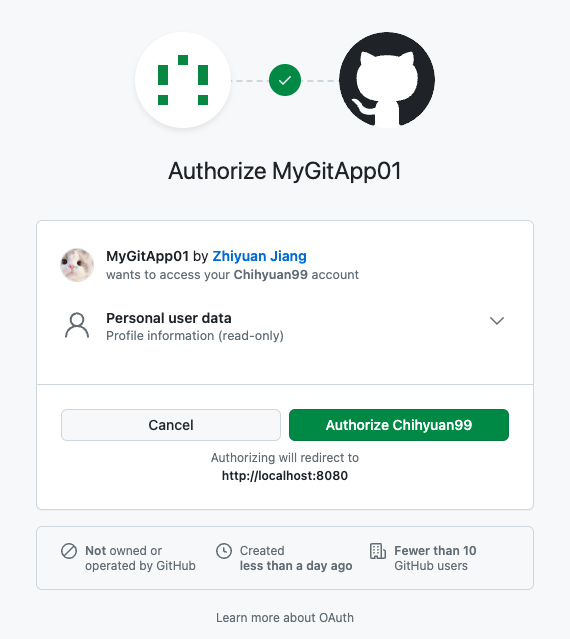 Authorize MyGitApp01
MyGitApp01 by Zhiyuan Jiang
wants to access your Chihyuan99 account
Personal user data
Profile information (read-only)
Cancel
Authorize Chihyuan99
Authorizing will redirect to
http://localhost:8080
Not owned or
operated by GitHub
Created
less than a day ago
Fewer than 10
GitHub users
Learn more about OAuth